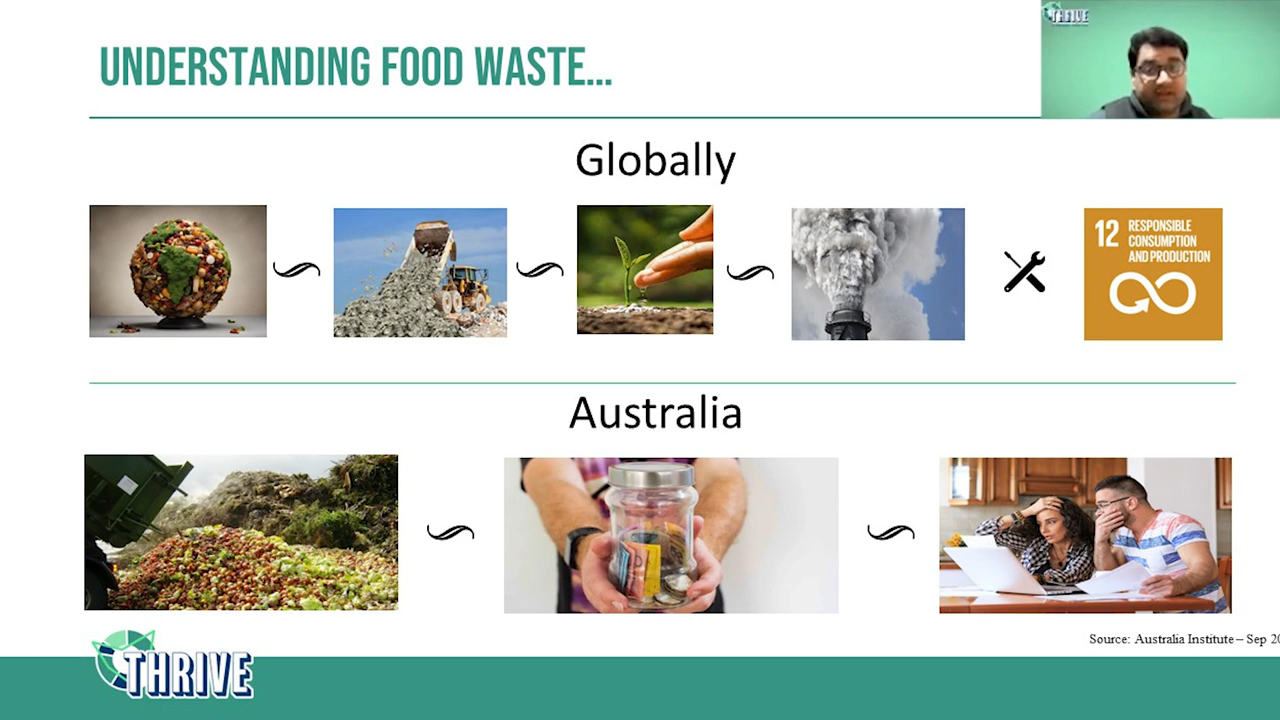 UNDERSTANDING FOOD WASTE...
THRIVE
Globally
12 RESPONSIBLE
CONSUMPTION
AND PRODUCTION
Australia
Source: Australia Institute – Sep 20
THRIVE